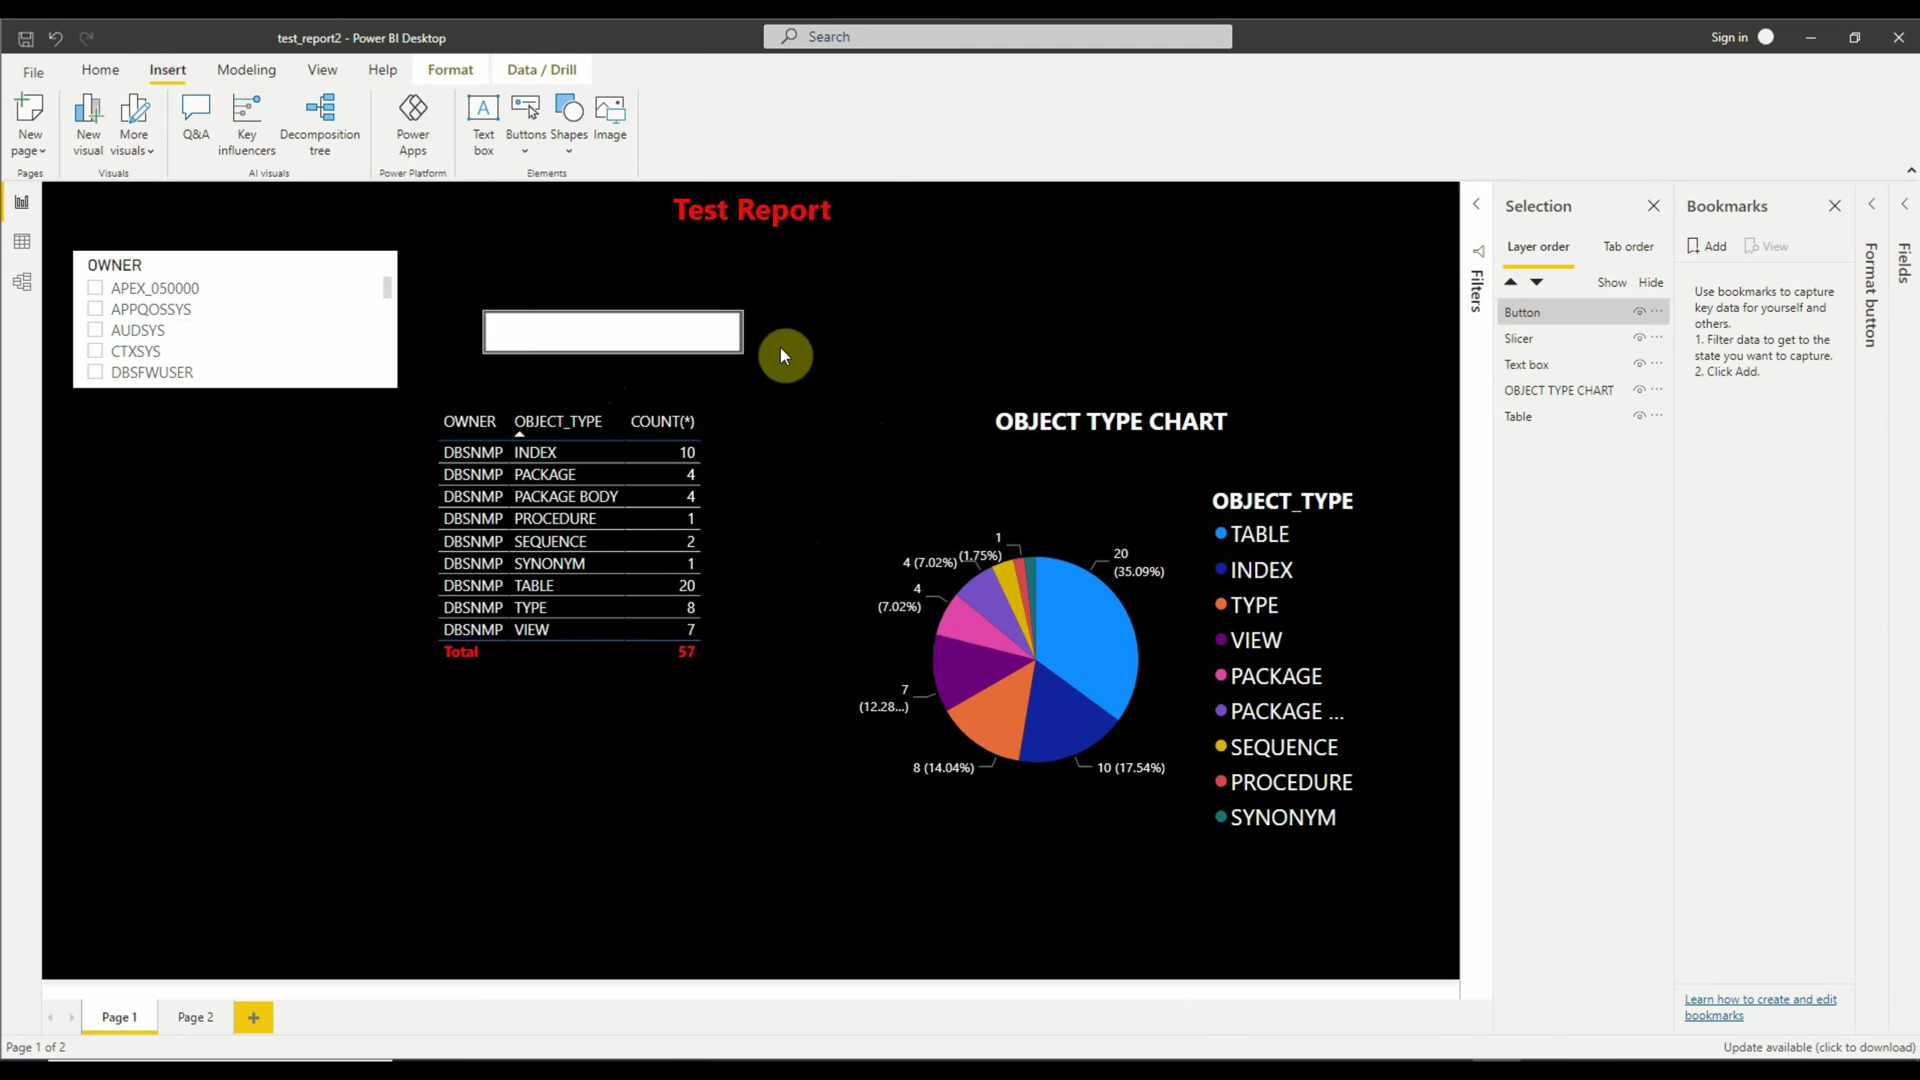 test_report2 - Power BI Desktop
Search
Sign in
File
Home
Insert
Modeling
View
Help
Format
Data / Drill
New page
New visual
More visuals
Q&A
Key influencers
Decomposition tree
Power Apps
Text box
Buttons
Shapes
Image
Pages
Visuals
AI visuals
Power Platform
Elements
Test Report
OWNER
APEX_050000
APPQOSSYS
AUDSYS
CTXSYS
DBSFWUSER
OWNER OBJECT_TYPE COUNT(*)
DBSNMP INDEX 10
DBSNMP PACKAGE 4
DBSNMP PACKAGE BODY 4
DBSNMP PROCEDURE 1
DBSNMP SEQUENCE 2
DBSNMP SYNONYM 1
DBSNMP TABLE 20
DBSNMP TYPE 8
DBSNMP VIEW 7
Total 57
OBJECT TYPE CHART
1
(1.75%)
4 (7.02%)
4
(7.02%)
7
(12.28...)
8 (14.04%)
10 (17.54%)
20
(35.09%)
OBJECT_TYPE
TABLE
INDEX
TYPE
VIEW
PACKAGE
PACKAGE ...
SEQUENCE
PROCEDURE
SYNONYM
Filters
Selection
Layer order
Tab order
Show
Hide
Button
Slicer
Text box
OBJECT TYPE CHART
Table
Bookmarks
Add
View
Use bookmarks to capture
key data for yourself and
others.
1. Filter data to get to the
state you want to capture.
2. Click Add.
Learn how to create and edit
bookmarks
Format button
Fields
Page 1
Page 2
Page 1 of 2
Update available (click to download)